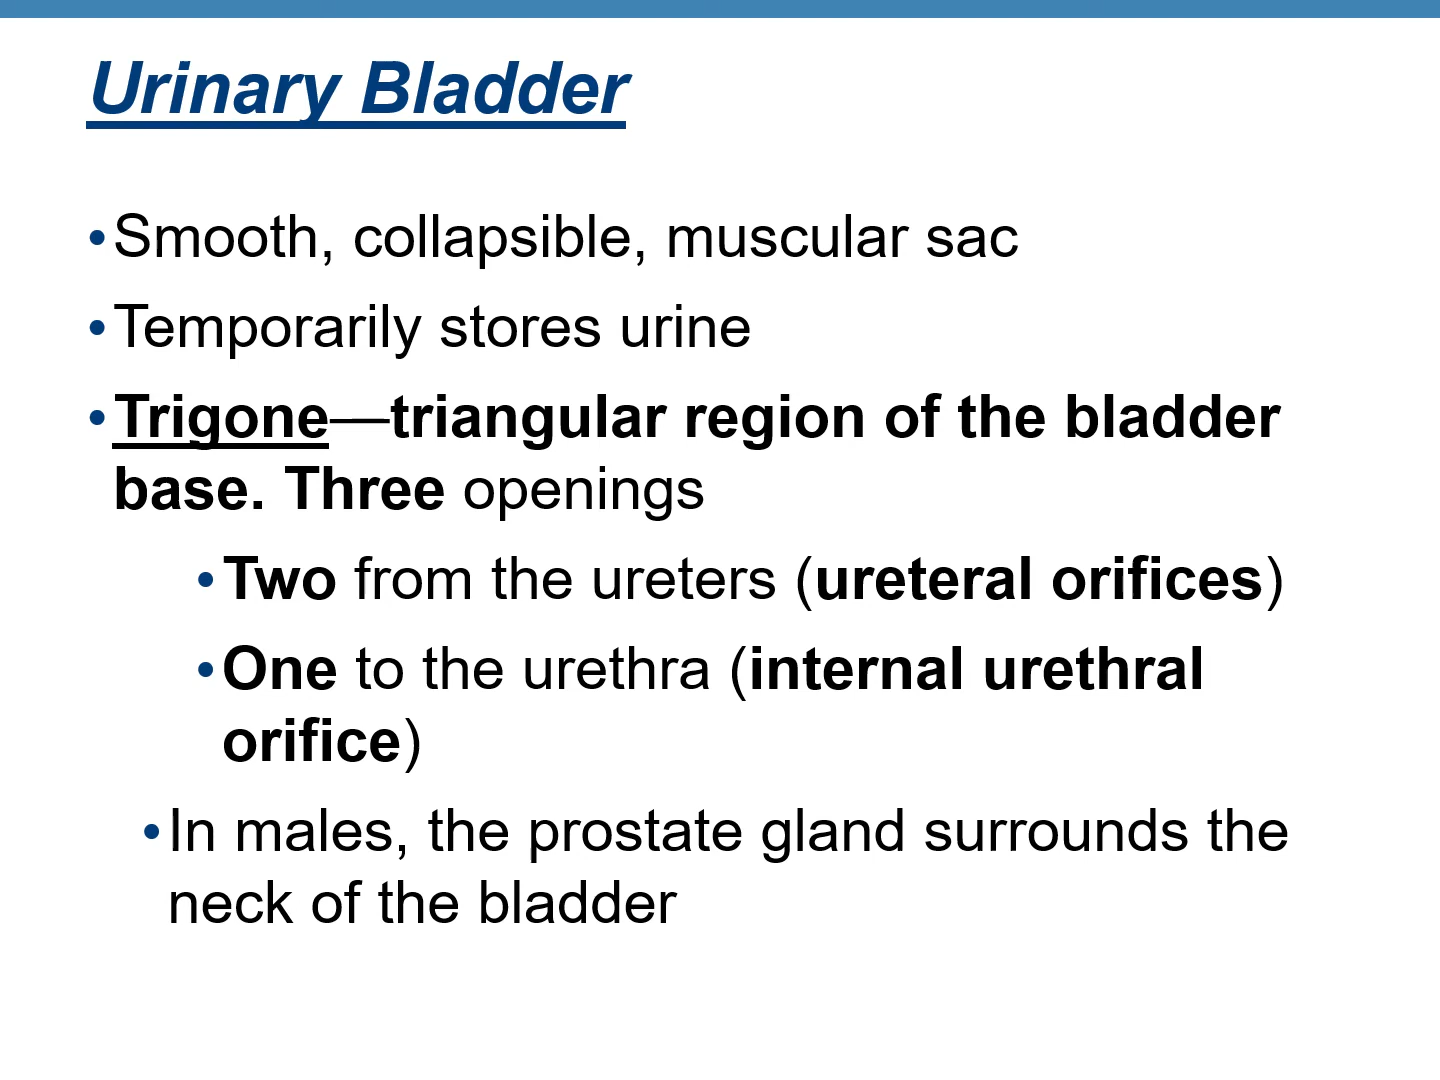 Urinary Bladder
•Smooth, collapsible, muscular sac
•Temporarily stores urine
•Trigone—triangular region of the bladder
base. Three openings
•Two from the ureters (ureteral orifices)
•One to the urethra (internal urethral
orifice)
•In males, the prostate gland surrounds the
neck of the bladder